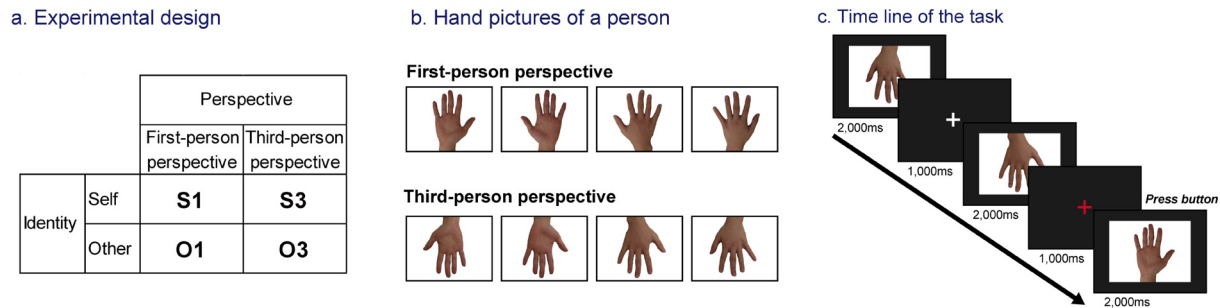 a. Experimental design
Perspective
First-person perspective
Third-person perspective
Identity
Self
S1
S3
Other
O1
O3
b. Hand pictures of a person
First-person perspective
Third-person perspective
c. Time line of the task
2,000ms
1,000ms
2,000ms
1,000ms
Press button
2,000ms